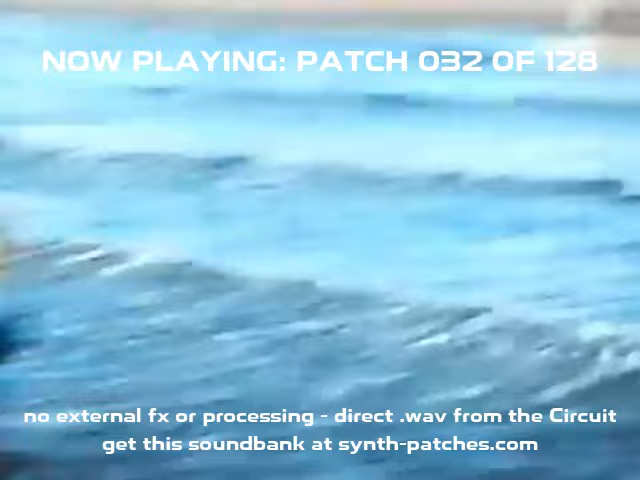 NOW PLAYING: PATCH 032 OF 128
no external fx or processing - direct .wav from the Circuit
get this soundbank at synth-patches.com